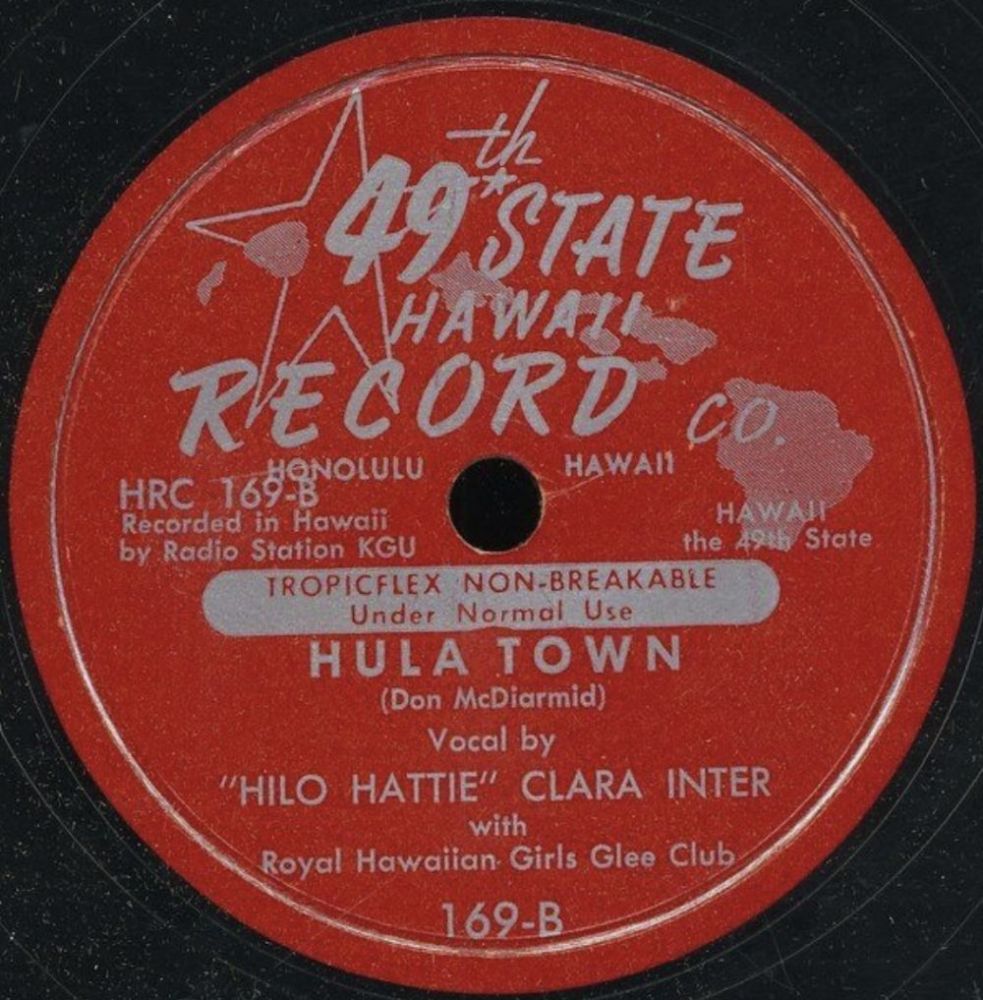 49th STATE
HAWAII
RECORD CO.
HONOLULU HAWAII
HRC 169-B
Recorded in Hawaii
by Radio Station KGU
HAWAII
the 49th State
TROPICFLEX NON-BREAKABLE
Under Normal Use
HULA TOWN
(Don McDiarmid)
Vocal by
"HILO HATTIE" CLARA INTER
with
Royal Hawaiian Girls Glee Club
169-B